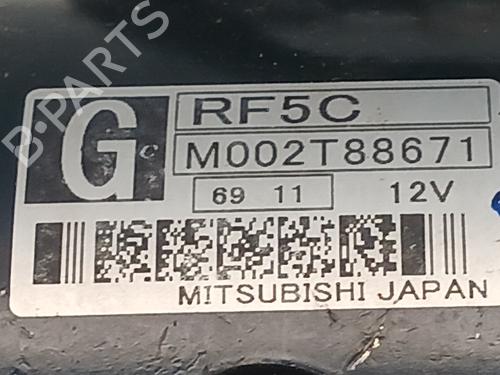 B-PARTS
G
C
RF5C
M002T88671
69 11
12V
MITSUBISHI JAPAN